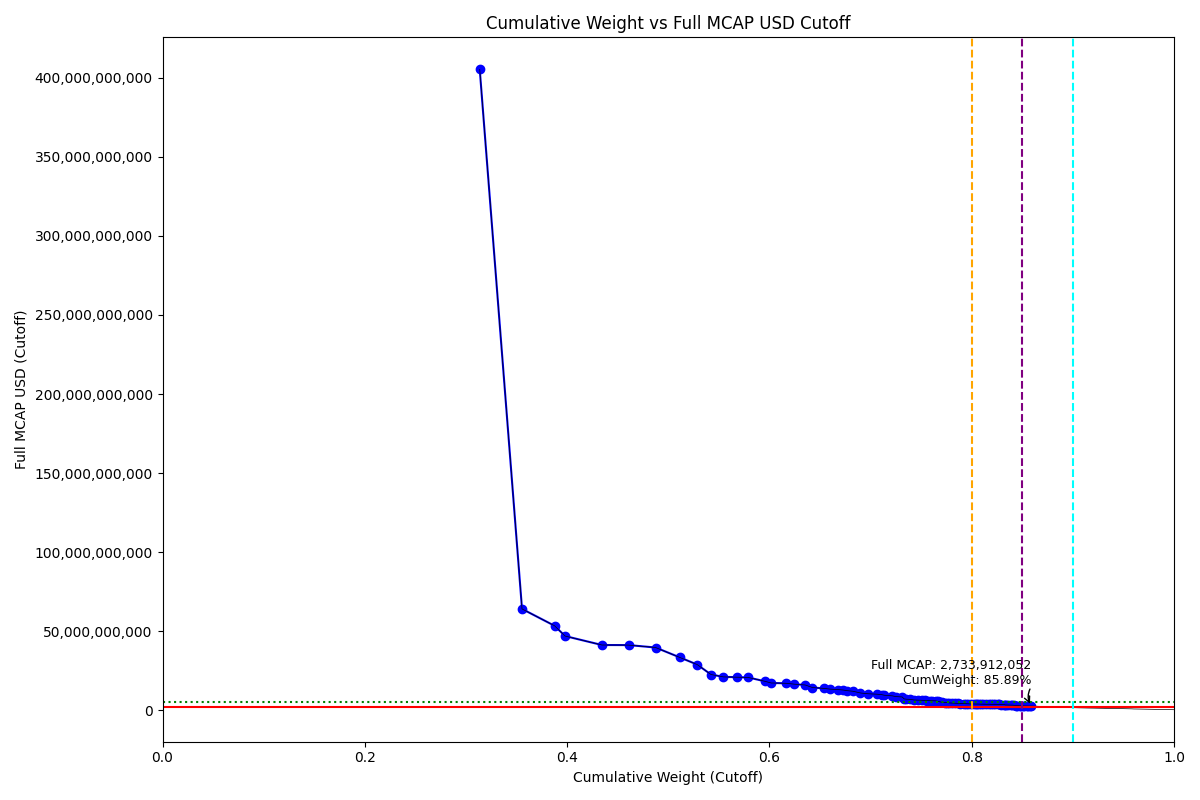 Cumulative Weight vs Full MCAP USD Cutoff
Full MCAP USD (Cutoff)
400,000,000,000
350,000,000,000
300,000,000,000
250,000,000,000
200,000,000,000
150,000,000,000
100,000,000,000
50,000,000,000
0
Full MCAP: 2,733,912,052
CumWeight: 85.89%
0.0 0.2 0.4 0.6 0.8 1.0
Cumulative Weight (Cutoff)